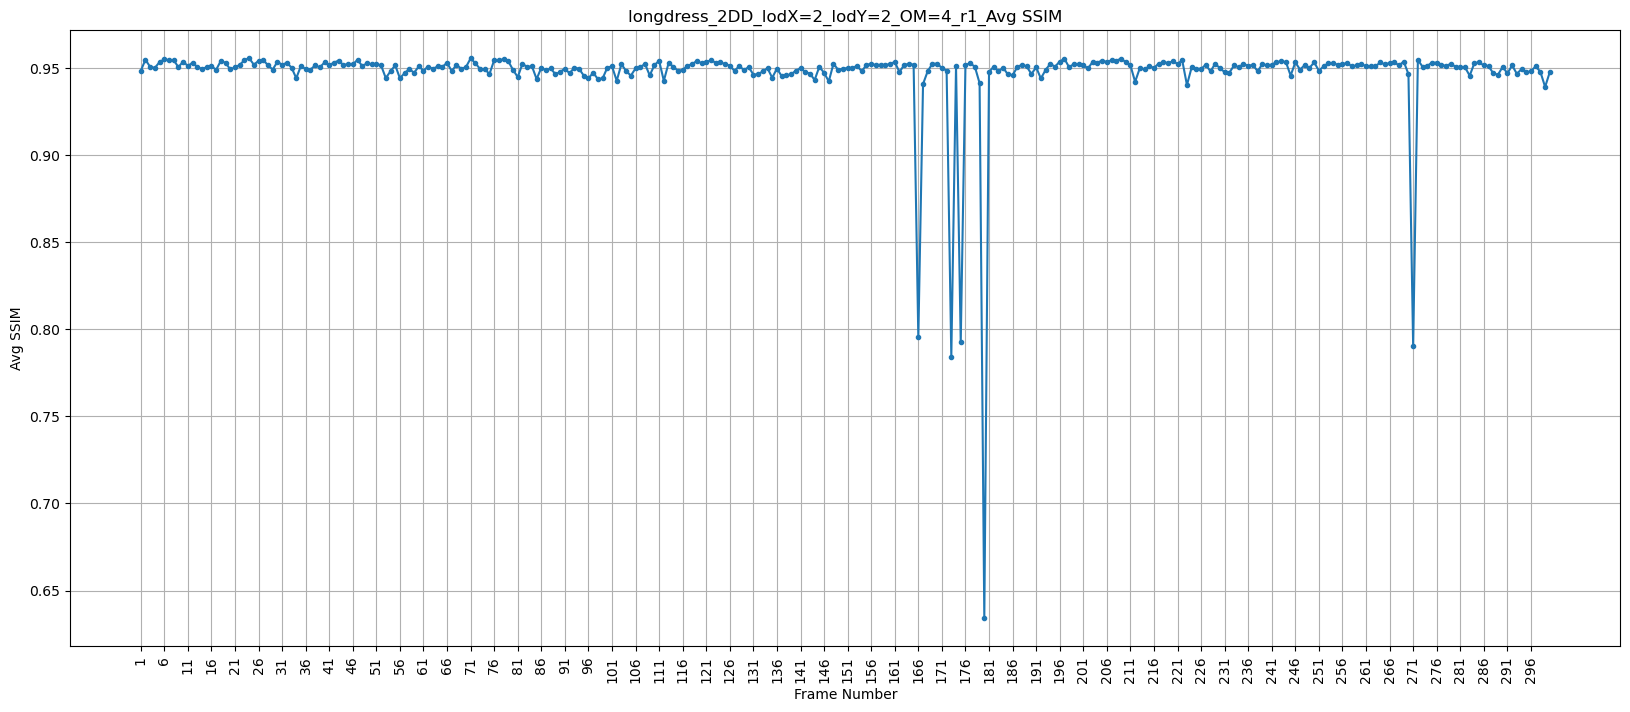 longdress_2DD_lodX=2_lodY=2_OM=4_r1_Avg SSIM
Avg SSIM
0.95
0.90
0.85
0.80
0.75
0.70
0.65
1 6 11 16 21 26 31 36 41 46 51 56 61 66 71 76 81 86 91 96 101 106 111 116 121 126 131 136 141 146 151 156 161 166 171 176 181 186 191 196 201 206 211 216 221 226 231 236 241 246 251 256 261 266 271 276 281 286 291 296
Frame Number